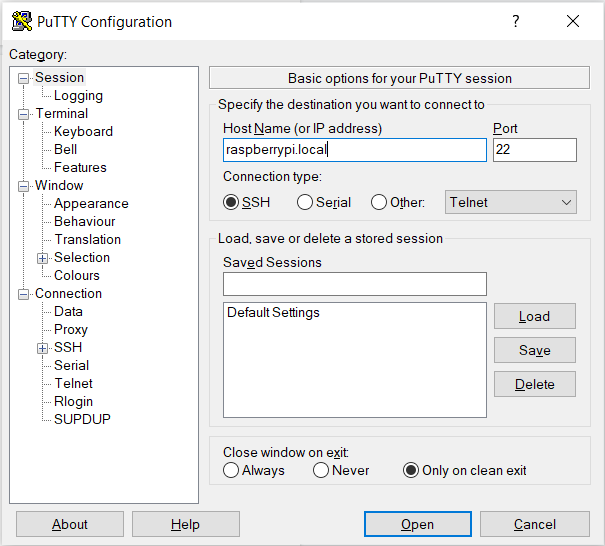 PuTTY Configuration
Category:
Session
Logging
Terminal
Keyboard
Bell
Features
Window
Appearance
Behaviour
Translation
Selection
Colours
Connection
Data
Proxy
SSH
Serial
Telnet
Rlogin
SUPDUP
Basic options for your PuTTY session
Specify the destination you want to connect to
Host Name (or IP address) Port
raspberrypi.local 22
Connection type:
SSH Serial Other: Telnet
Load, save or delete a stored session
Saved Sessions
Default Settings
Load
Save
Delete
Close window on exit:
Always Never Only on clean exit
About Help Open Cancel